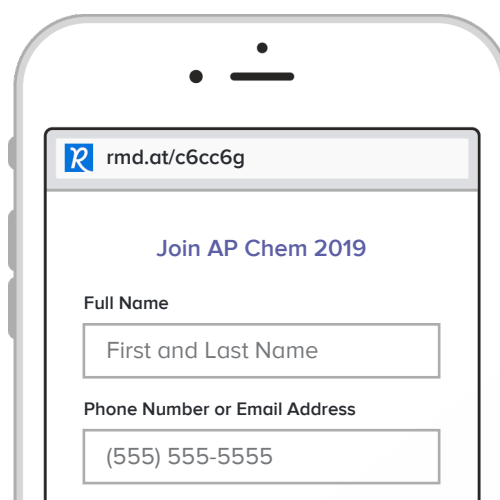 rmd.at/c6cc6g
Join AP Chem 2019
Full Name
First and Last Name
Phone Number or Email Address
(555) 555-5555